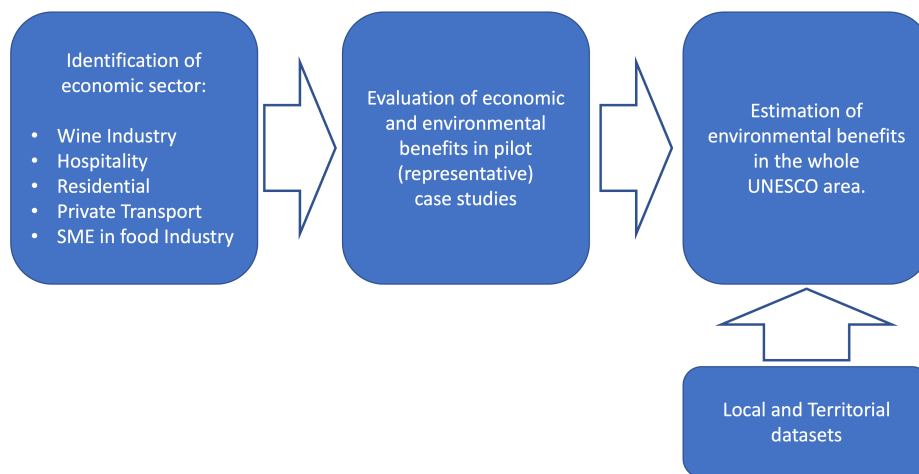 Identification of
economic sector:
• Wine Industry
• Hospitality
• Residential
• Private Transport
• SME in food Industry
Evaluation of economic
and environmental
benefits in pilot
(representative)
case studies
Estimation of
environmental benefits
in the whole
UNESCO area.
Local and Territorial
datasets